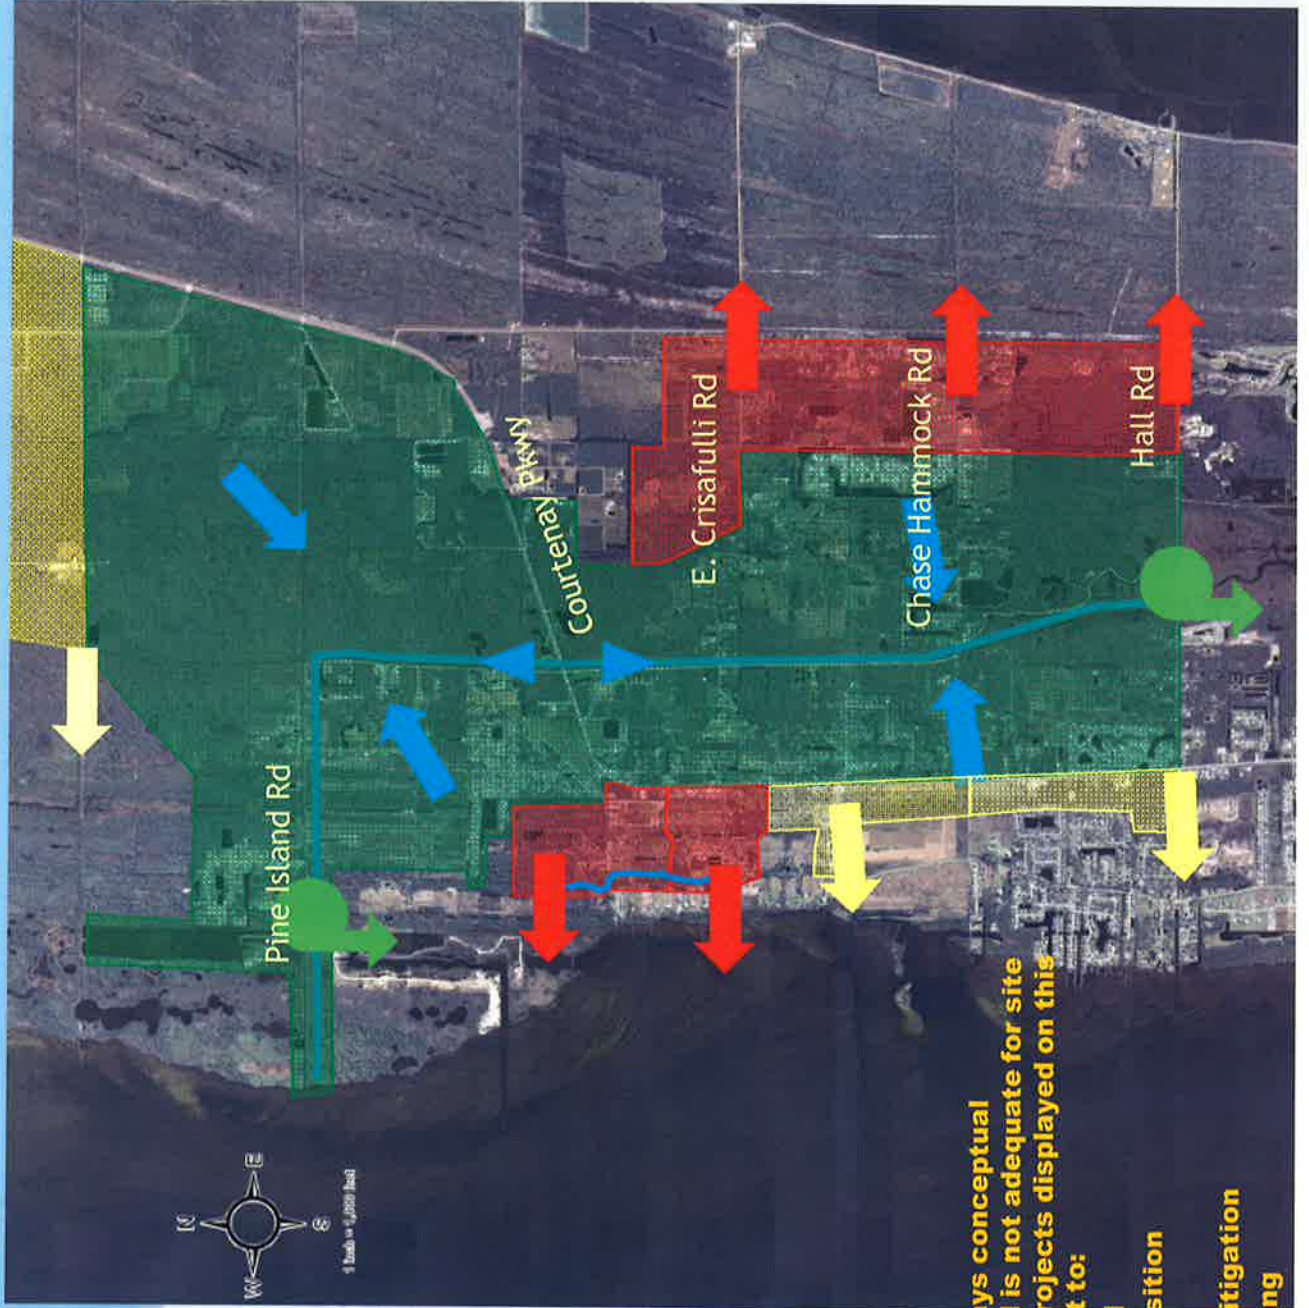 N
W
E
S
Pine Island Rd
Courtenay Pkwy
E. Crisafulli Rd
Chase Hammock Rd
Hall Rd
ys conceptual
is not adequate for site
rojects displayed on this
t to:
sition
tigation
ng